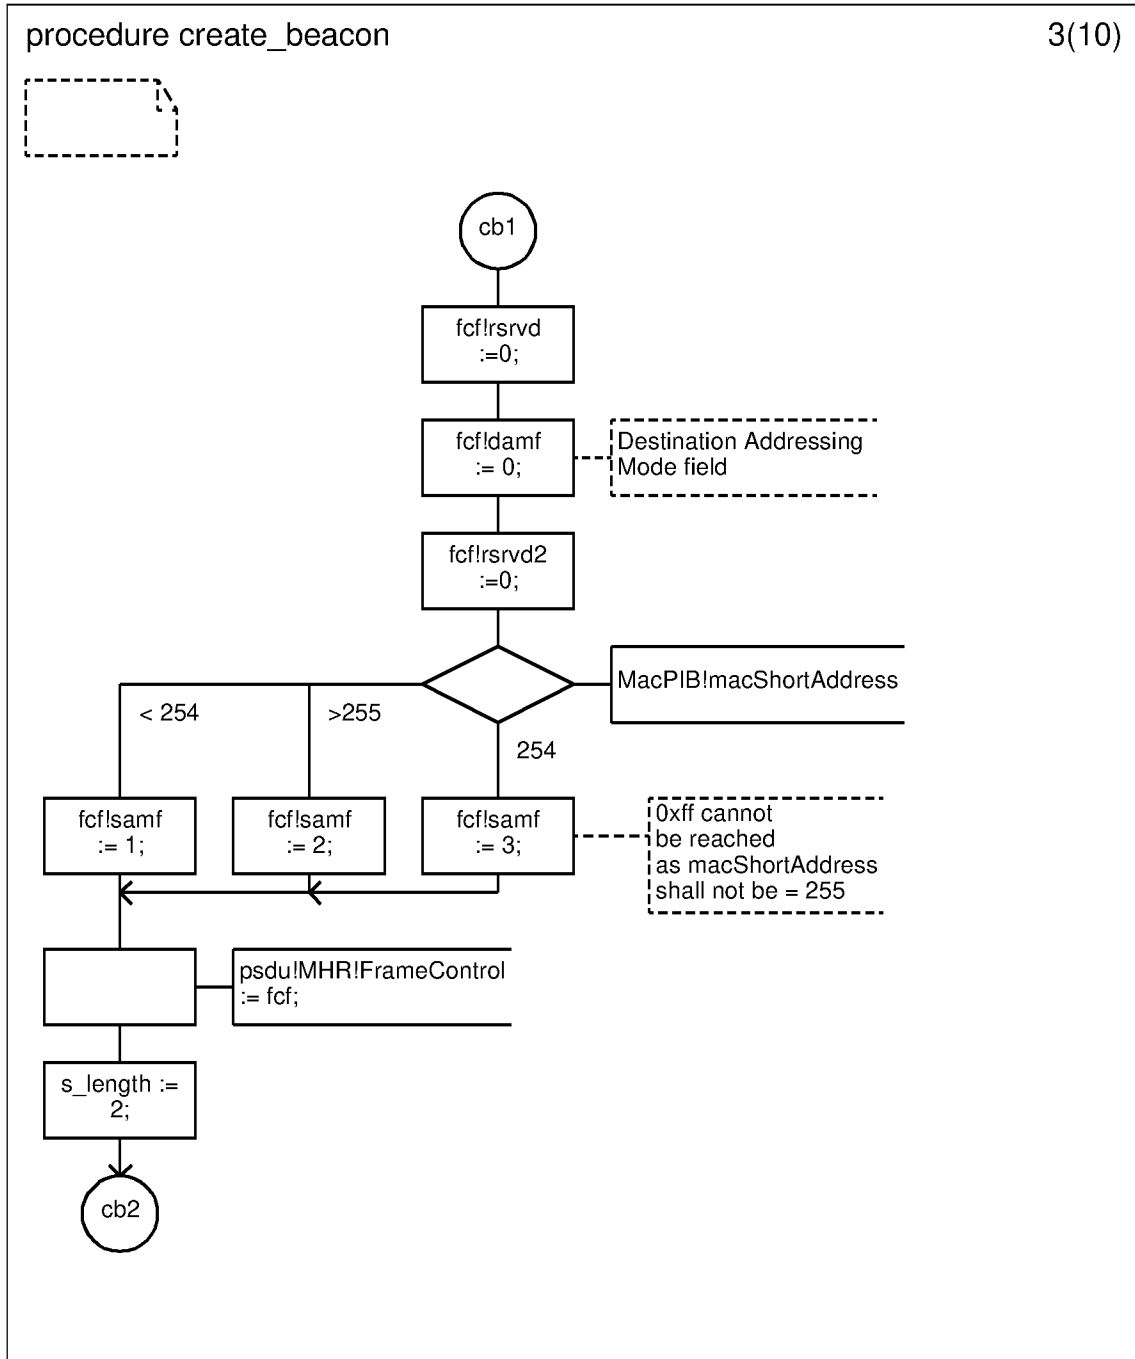 procedure create_beacon
3(10)
cb1
fcf!rsrvd
:=0;
fcf!damf
:= 0;
Destination Addressing
Mode field
fcf!rsrvd2
:=0;
MacPIB!macShortAddress
< 254
>255
254
fcf!samf
:= 1;
fcf!samf
:= 2;
fcf!samf
:= 3;
0xff cannot
be reached
as macShortAddress
shall not be = 255
psdu!MHR!FrameControl
:= fcf;
s_length :=
2;
cb2